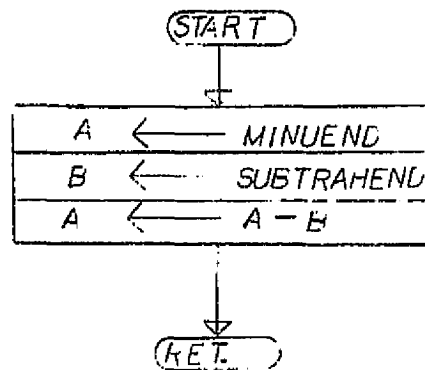 START
A ← MINUEND
B ← SUBTRAHEND
A ← A - B
RET.